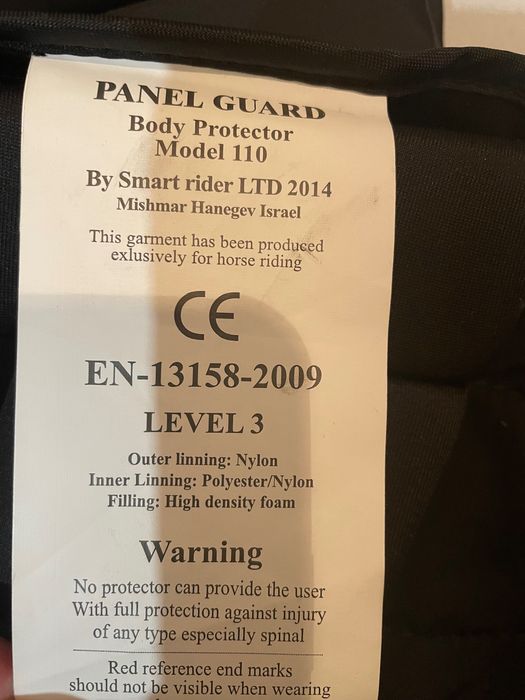 PANEL GUARD
Body Protector
Model 110
By Smart rider LTD 2014
Mishmar Hanegev Israel
This garment has been produced
exlusively for horse riding
CE
EN-13158-2009
LEVEL 3
Outer linning: Nylon
Inner Linning: Polyester/Nylon
Filling: High density foam
Warning
No protector can provide the user
With full protection against injury
of any type especially spinal
Red reference end marks
should not be visible when wearing